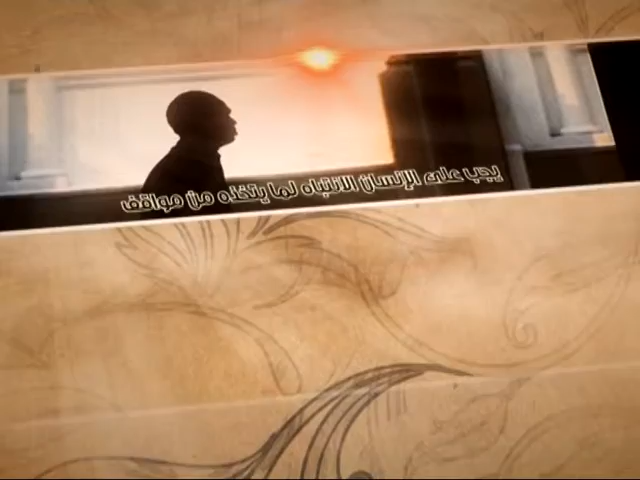 يجب على الإنسان الانتباه لما يتخذه من مواقف